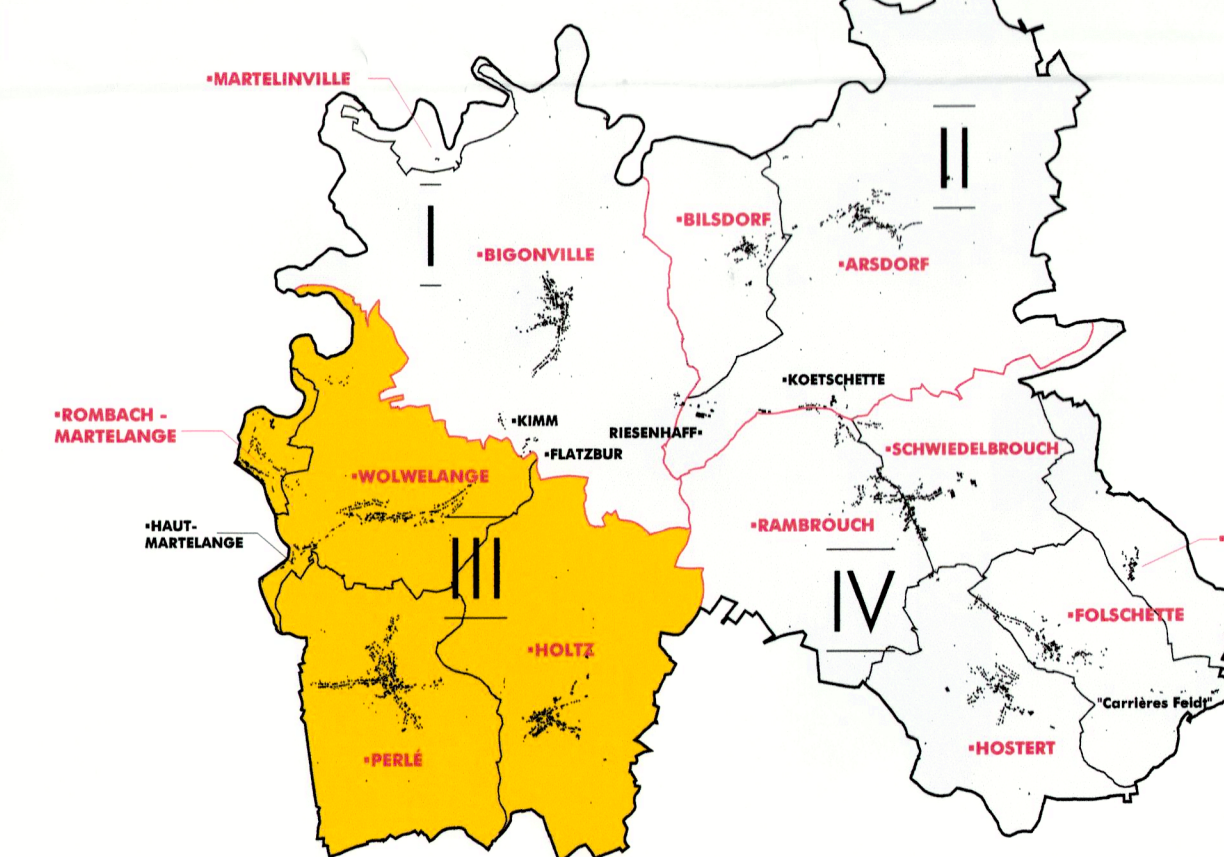 ▪MARTELINVILLE
II
I
▪BILSDORF
▪BIGONVILLE
▪ARSDORF
▪KOETSCHETTE
▪ROMBACH -
MARTELANGE
▪KIMM
RIESENHAFF▪
▪FLATZBUR
▪SCHWIEDELBROUCH
▪WOLWELANGE
▪HAUT-
MARTELANGE
▪RAMBROUCH
III
IV
▪FOLSCHETTE
▪HOLTZ
"Carrières Feldt"
▪HOSTERT
▪PERLÉ